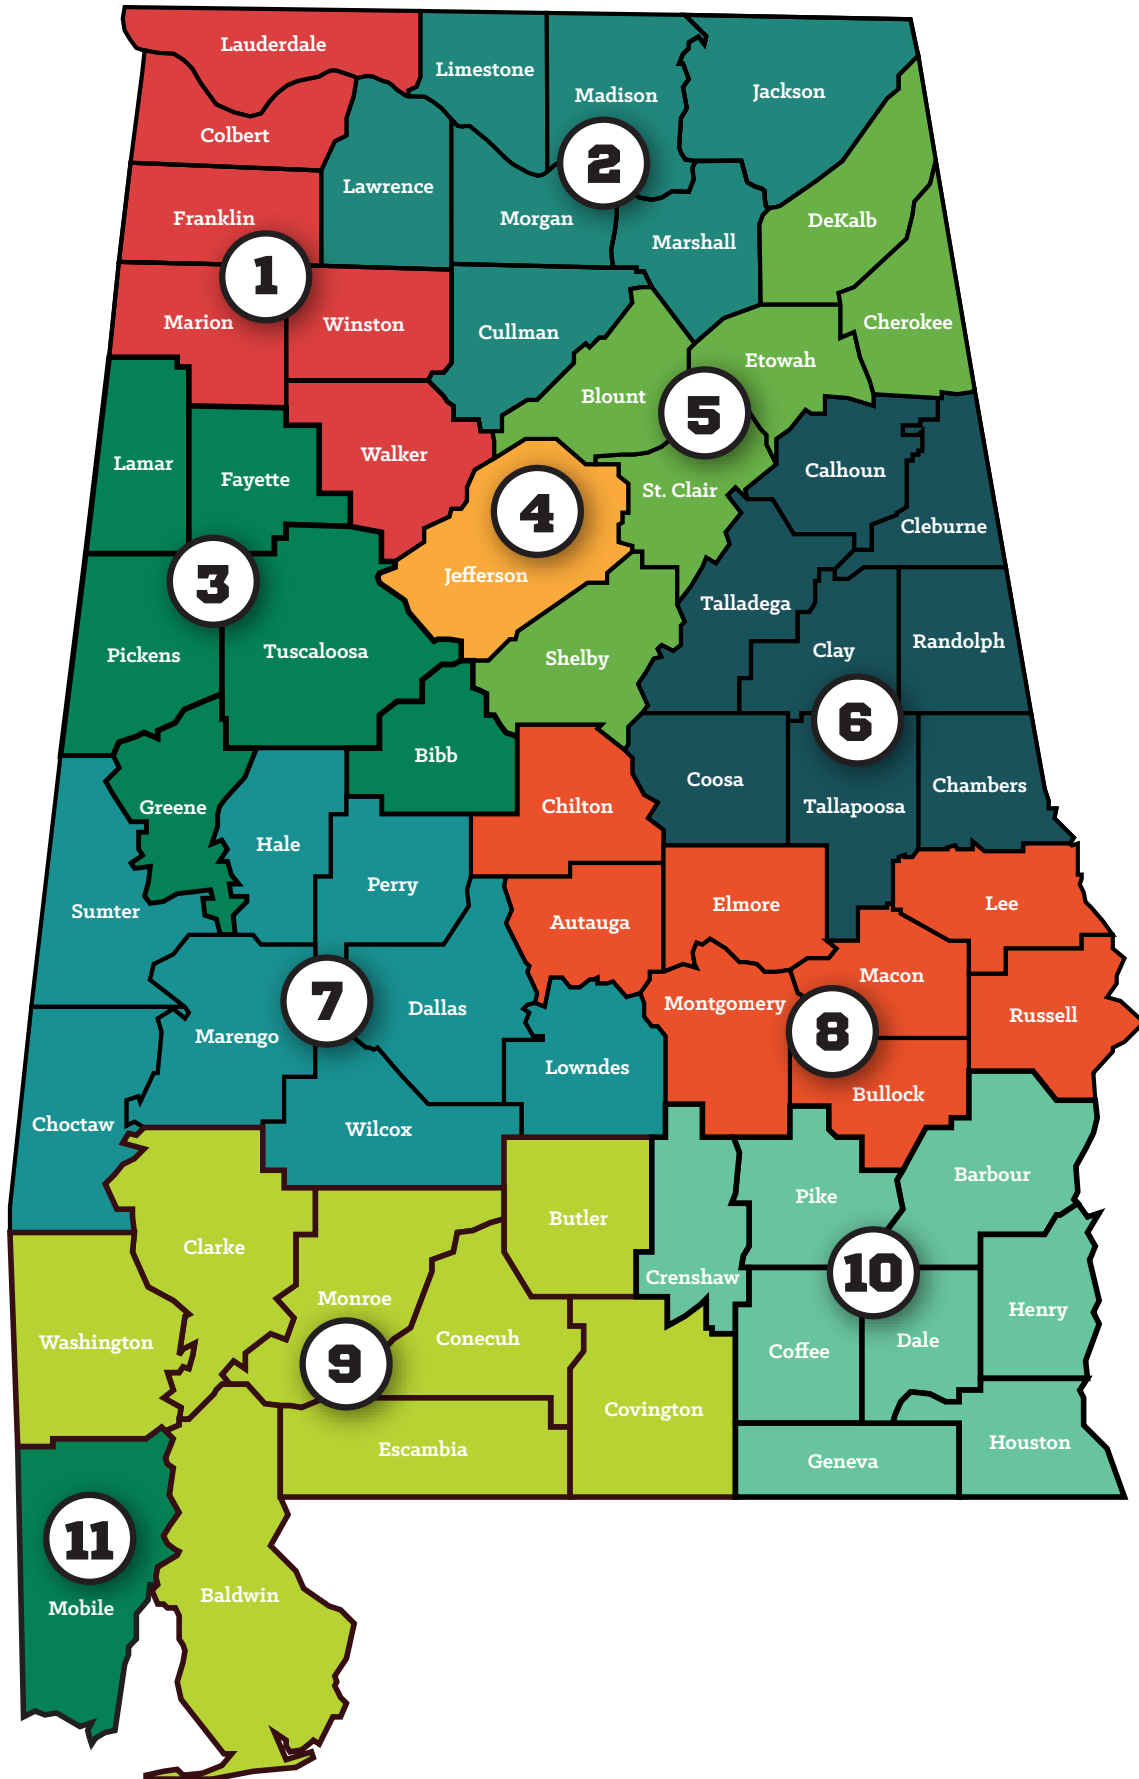 Lauderdale
Limestone
Madison
Jackson
Colbert
2
Lawrence
Franklin
Morgan
DeKalb
Marshall
1
Marion
Winston
Cullman
Cherokee
Etowah
Blount
5
Walker
Lamar
Fayette
St. Clair
Calhoun
4
Cleburne
Jefferson
3
Talladega
Pickens
Tuscaloosa
Shelby
Clay
Randolph
6
Bibb
Coosa
Chambers
Greene
Chilton
Tallapoosa
Hale
Perry
Sumter
Autauga
Elmore
Lee
Macon
7
Dallas
Montgomery
Russell
Marengo
8
Lowndes
Bullock
Choctaw
Wilcox
Barbour
Pike
Butler
Clarke
10
Crenshaw
Monroe
Henry
Washington
Conecuh
Dale
Coffee
9
Covington
Escambia
Houston
Geneva
11
Baldwin
Mobile